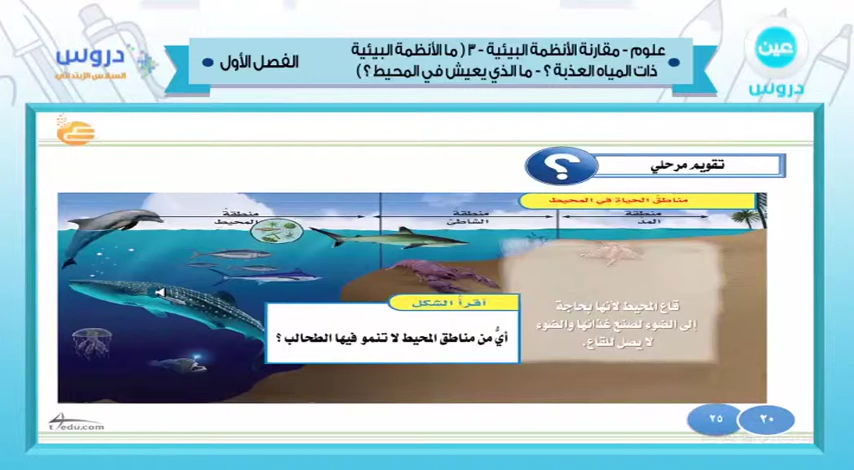 علوم - مقارنة الأنظمة البيئية - ٣ ( ما الأنظمة البيئية
ذات المياه العذبة ؟ - ما الذي يعيش في المحيط ؟ )
الفصل الأول
عين
دروس
دروس
السادس الابتدائي
تقويم مرحلي
؟
مناطق الحياة في المحيط
منطقة
المد
منطقة
الشاطئ
منطقة
المحيط
قاع المحيط لأنها بحاجة
إلى الضوء لصنع غذائها والضوء
لا يصل للقاع.
أقرأ الشكل
أيُّ من مناطق المحيط لا تنمو فيها الطحالب ؟
٢٠
٢٥
t4edu.com